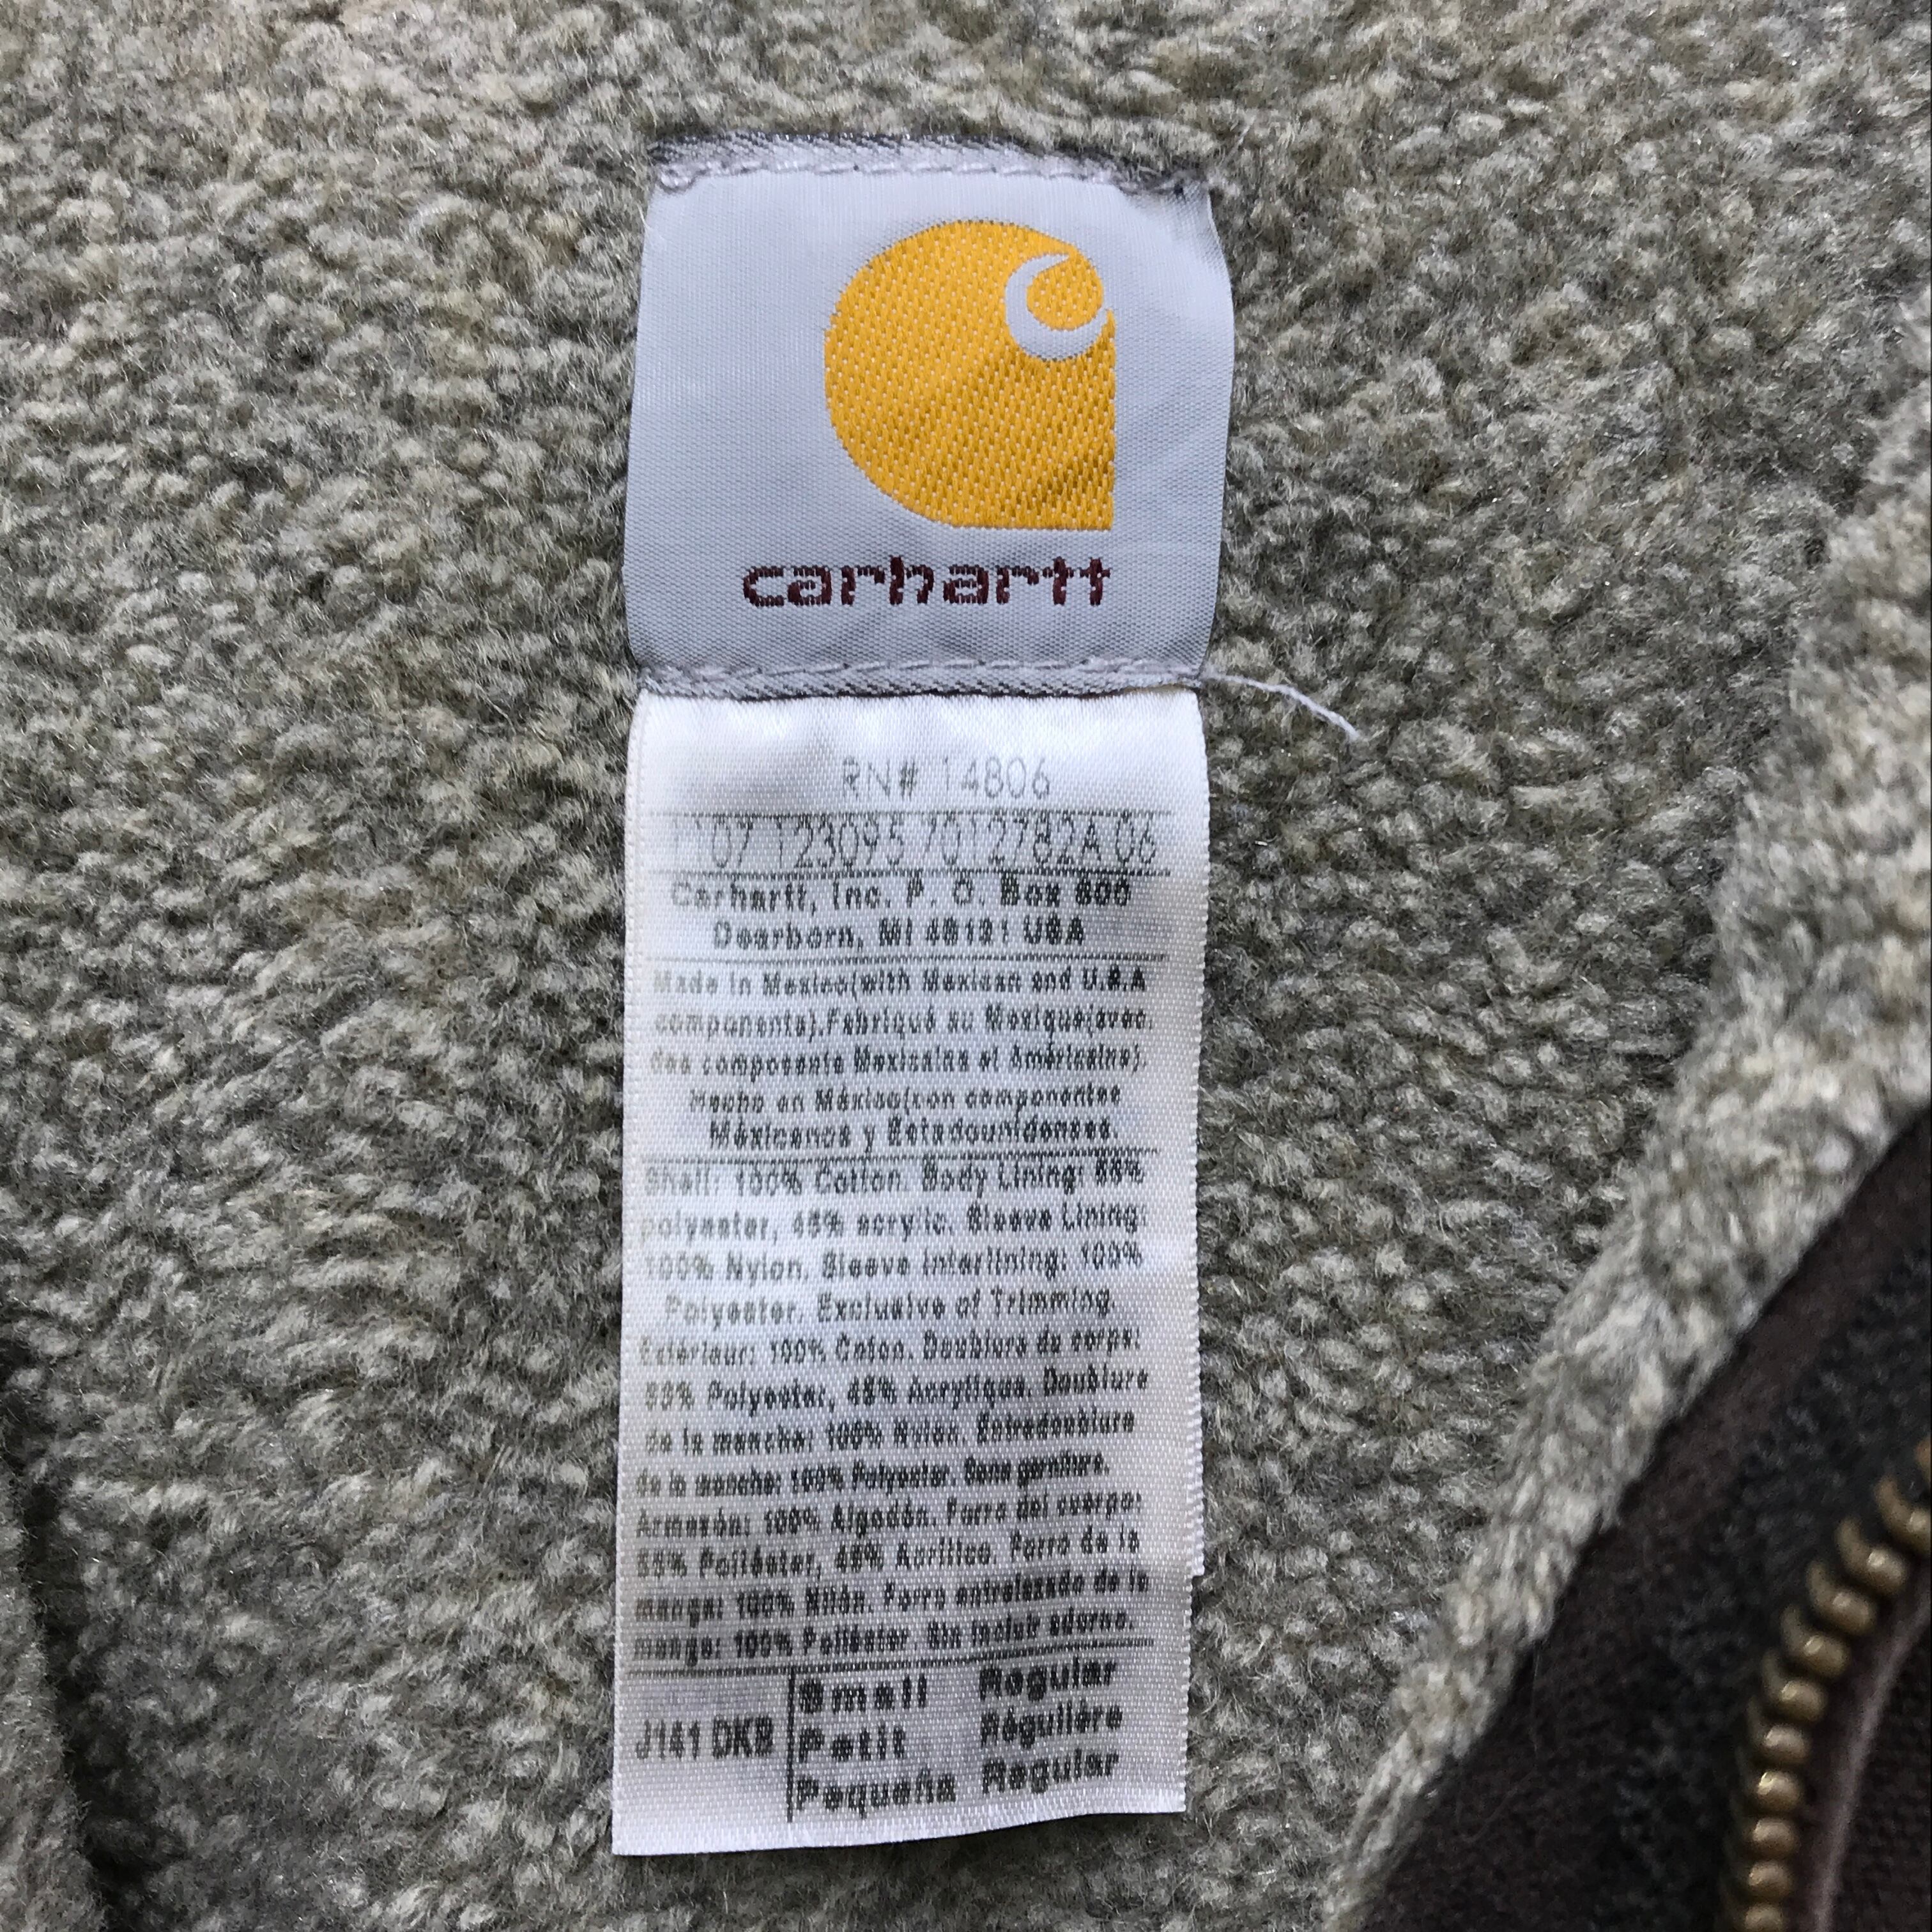 carhartt
RN# 14806
07 123095 7012782A 06
Carhartt, Inc. P. O. Box 600
Dearborn, MI 48121 USA
Made in Mexico(with Mexican and U.S.A
components).Fabriqué au Mexique(avec
des composants Mexicains et Américains).
Hecho en México(con componentes
Méxicanos y Estadounidenses.
Shell: 100% Cotton. Body Lining: 55%
polyester, 45% acrylic. Sleeve Lining:
100% Nylon. Sleeve Interlining: 100%
Polyester. Exclusive of Trimming.
Extérieur: 100% Coton. Doublure de corps:
55% Polyester, 45% Acrylique. Doublure
de la manche: 100% Nylon. Entredoublure
de la manche: 100% Polyester. Sans garniture.
Armazón: 100% Algodón. Forro del cuerpo:
55% Poliéster, 45% Acrílico. Forro de la
manga: 100% Nilón. Forro entrelazado de la
manga: 100% Poliéster. Sin incluir adorno.
J141 DKB
Small Regular
Petit Régulière
Pequeña Regular